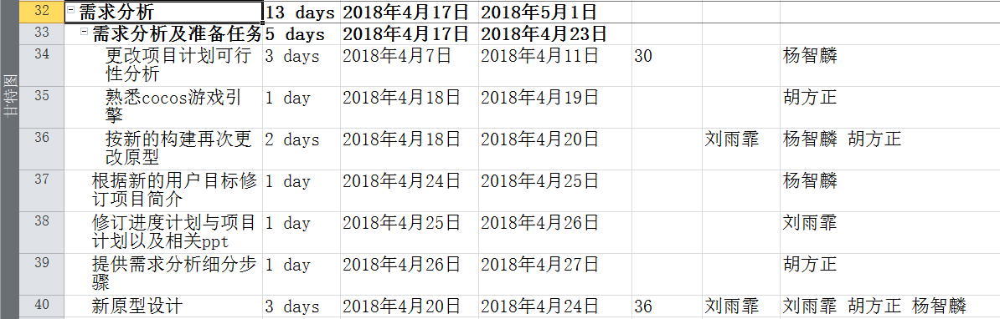 甘特图
32 需求分析 13 days 2018年4月17日 2018年5月1日
33 需求分析及准备任务 5 days 2018年4月17日 2018年4月23日
34 更改项目计划可行 3 days 2018年4月7日 2018年4月11日 30 杨智麟
性分析
35 熟悉cocos游戏引 1 day 2018年4月18日 2018年4月19日 胡方正
擎
36 按新的构建再次更 2 days 2018年4月18日 2018年4月20日 刘雨霏 杨智麟 胡方正
改原型
37 根据新的用户目标修 1 day 2018年4月24日 2018年4月25日 杨智麟
订项目简介
38 修订进度计划与项目 1 day 2018年4月25日 2018年4月26日 刘雨霏
计划以及相关ppt
39 提供需求分析细分步 1 day 2018年4月26日 2018年4月27日 胡方正
骤
40 新原型设计 3 days 2018年4月20日 2018年4月24日 36 刘雨霏 刘雨霏 胡方正 杨智麟